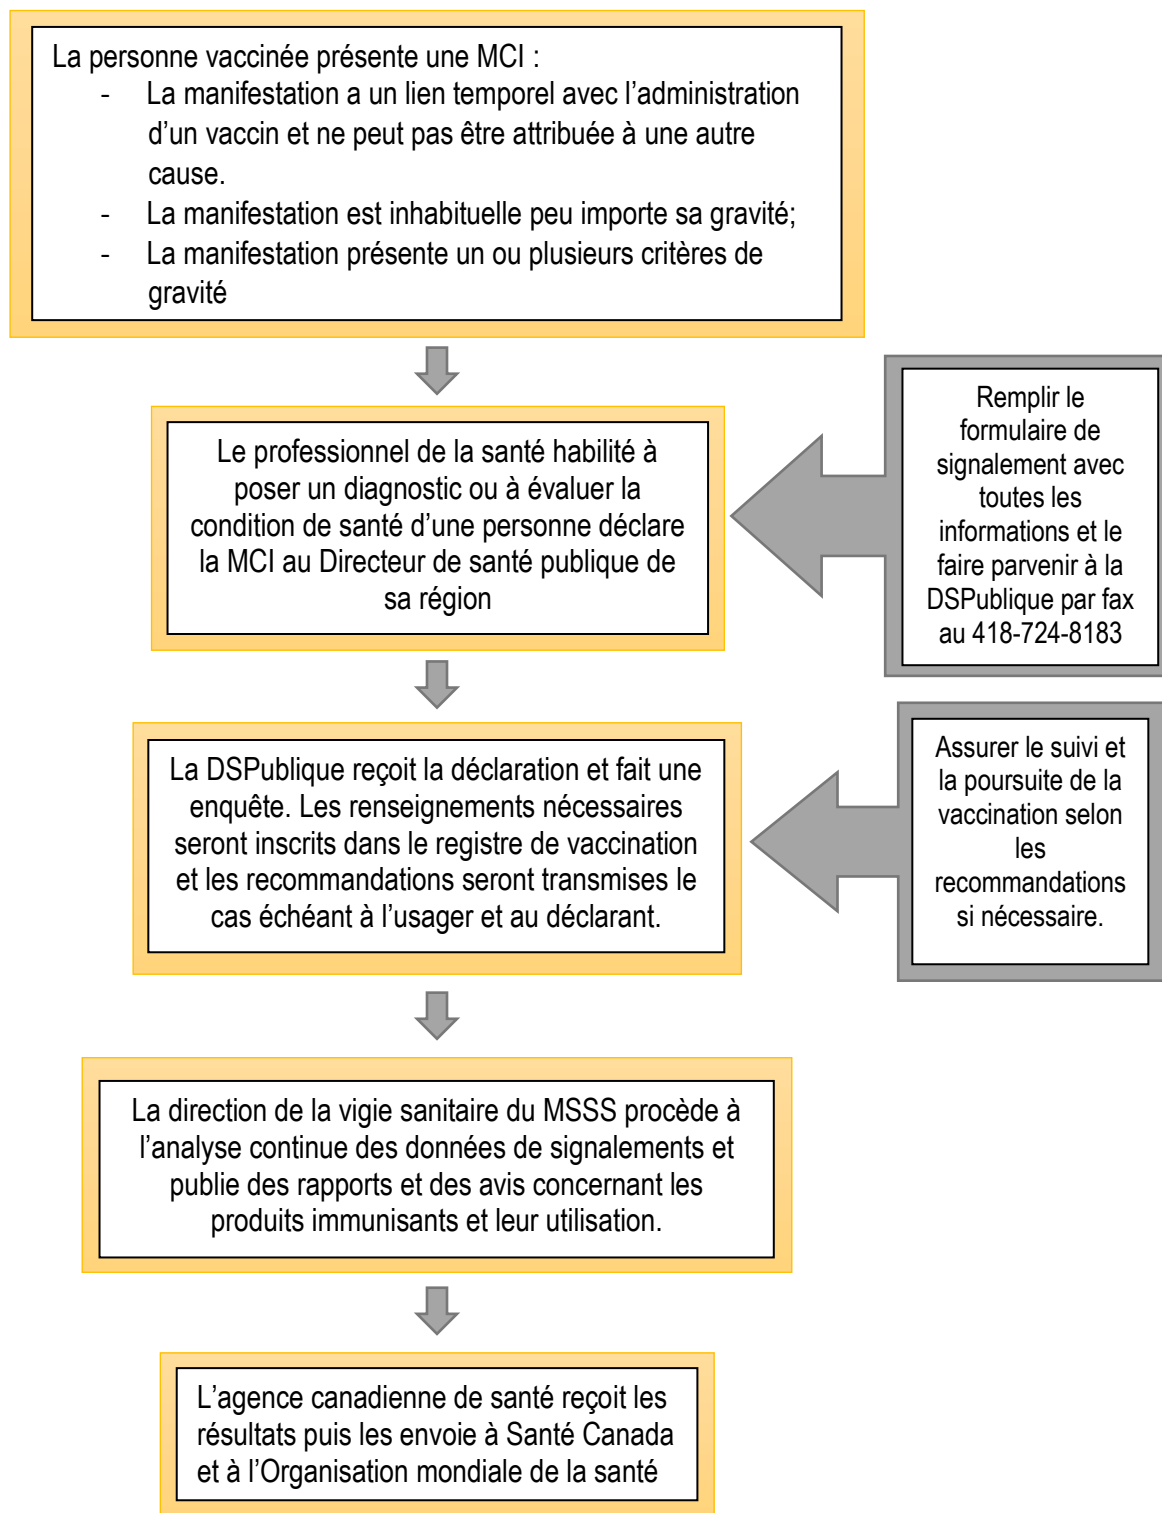 La personne vaccinée présente une MCI :
- La manifestation a un lien temporel avec l'administration
d'un vaccin et ne peut pas être attribuée à une autre
cause.
- La manifestation est inhabituelle peu importe sa gravité;
- La manifestation présente un ou plusieurs critères de
gravité
Le professionnel de la santé habilité à
poser un diagnostic ou à évaluer la
condition de santé d'une personne déclare
la MCI au Directeur de santé publique de
sa région
Remplir le
formulaire de
signalement avec
toutes les
informations et le
faire parvenir à la
DSPublique par fax
au 418-724-8183
La DSPublique reçoit la déclaration et fait une
enquête. Les renseignements nécessaires
seront inscrits dans le registre de vaccination
et les recommandations seront transmises le
cas échéant à l'usager et au déclarant.
Assurer le suivi et
la poursuite de la
vaccination selon
les
recommandations
si nécessaire.
La direction de la vigie sanitaire du MSSS procède à
l'analyse continue des données de signalements et
publie des rapports et des avis concernant les
produits immunisants et leur utilisation.
L'agence canadienne de santé reçoit les
résultats puis les envoie à Santé Canada
et à l'Organisation mondiale de la santé